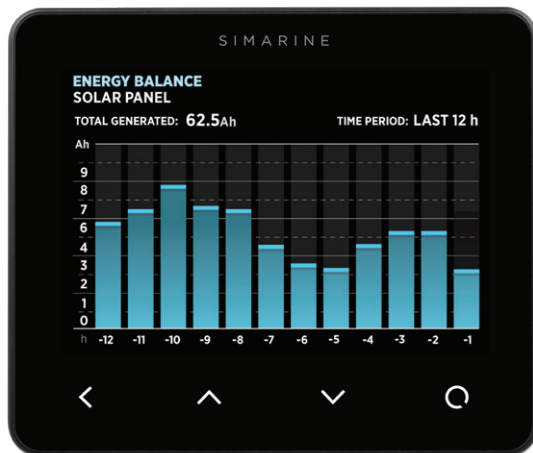 SIMARINE
ENERGY BALANCE
SOLAR PANEL
TOTAL GENERATED: 62.5Ah TIME PERIOD: LAST 12 h
Ah
9
8
7
6
4
3
2
1
0
h -12 -11 -10 -9 -8 -7 -6 -5 -4 -3 -2 -1